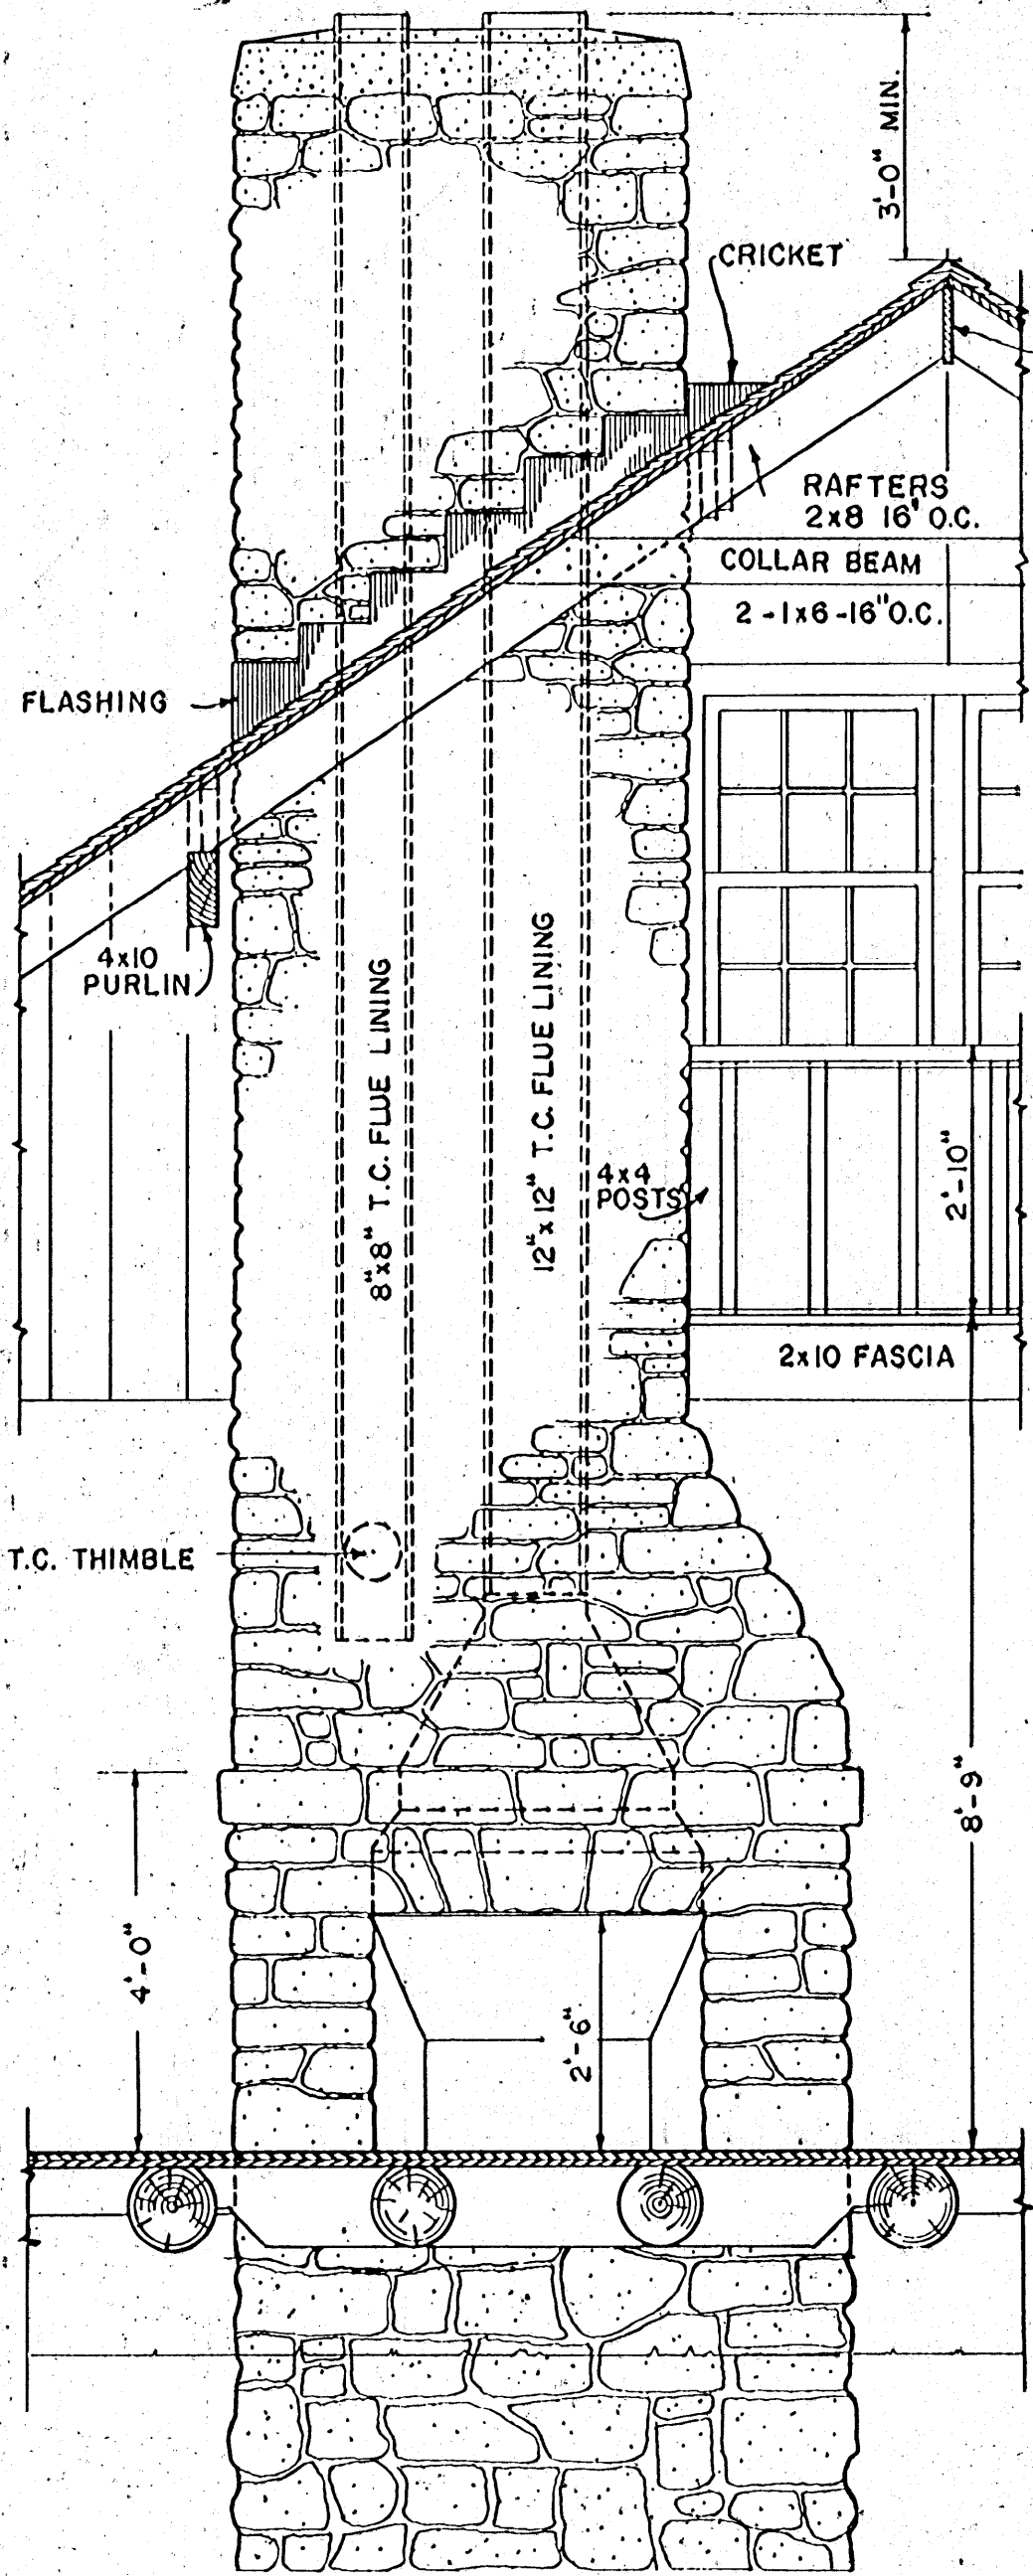 3'-0" MIN.
CRICKET
RAFTERS
2x8 16' O.C.
COLLAR BEAM
2-1x6-16" O.C.
FLASHING
4x10
PURLIN
8"x8" T.C. FLUE LINING
12"x12" T.C. FLUE LINING
4x4
POSTS
2'-10"
2x10 FASCIA
T.C. THIMBLE
8'-9"
4'-0"
2'-6"